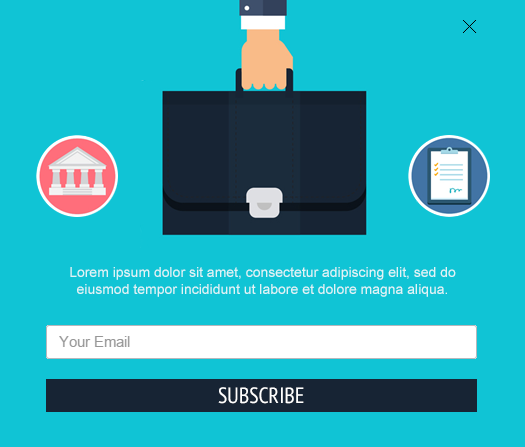 Lorem ipsum dolor sit amet, consectetur adipiscing elit, sed do
eiusmod tempor incididunt ut labore et dolore magna aliqua.
Your Email
SUBSCRIBE